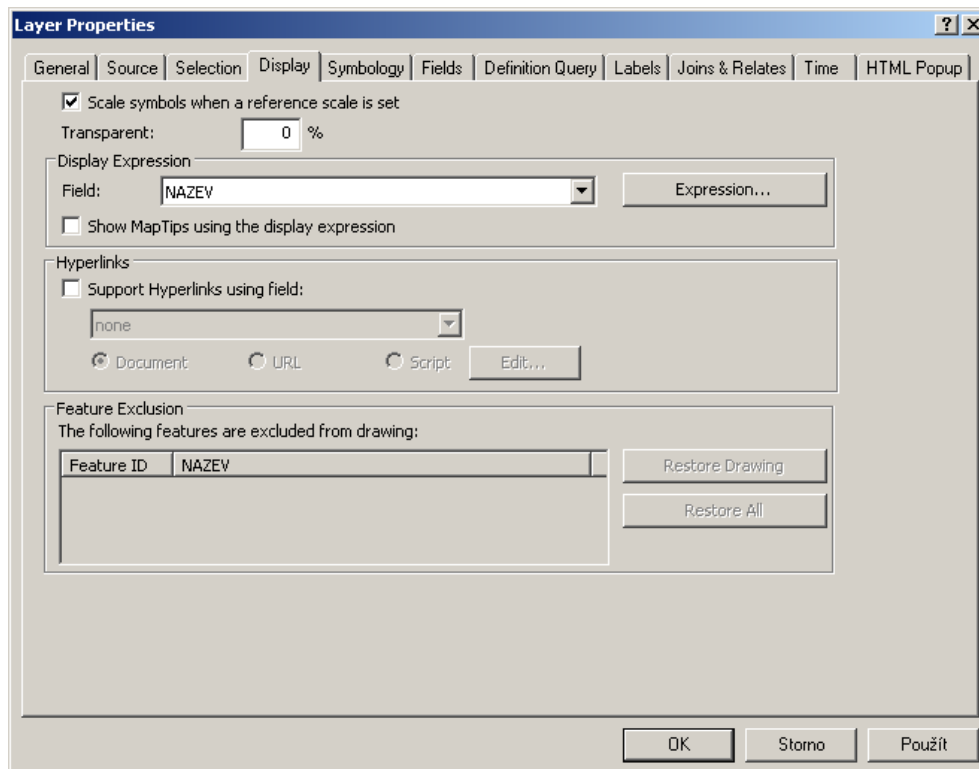 Layer Properties
General Source Selection Display Symbology Fields Definition Query Labels Joins & Relates Time HTML Popup
Scale symbols when a reference scale is set
Transparent: 0 %
Display Expression
Field: NAZEV Expression...
Show MapTips using the display expression
Hyperlinks
Support Hyperlinks using field:
none
Document URL Script Edit...
Feature Exclusion
The following features are excluded from drawing:
Feature ID NAZEV
Restore Drawing
Restore All
OK Storno Použít